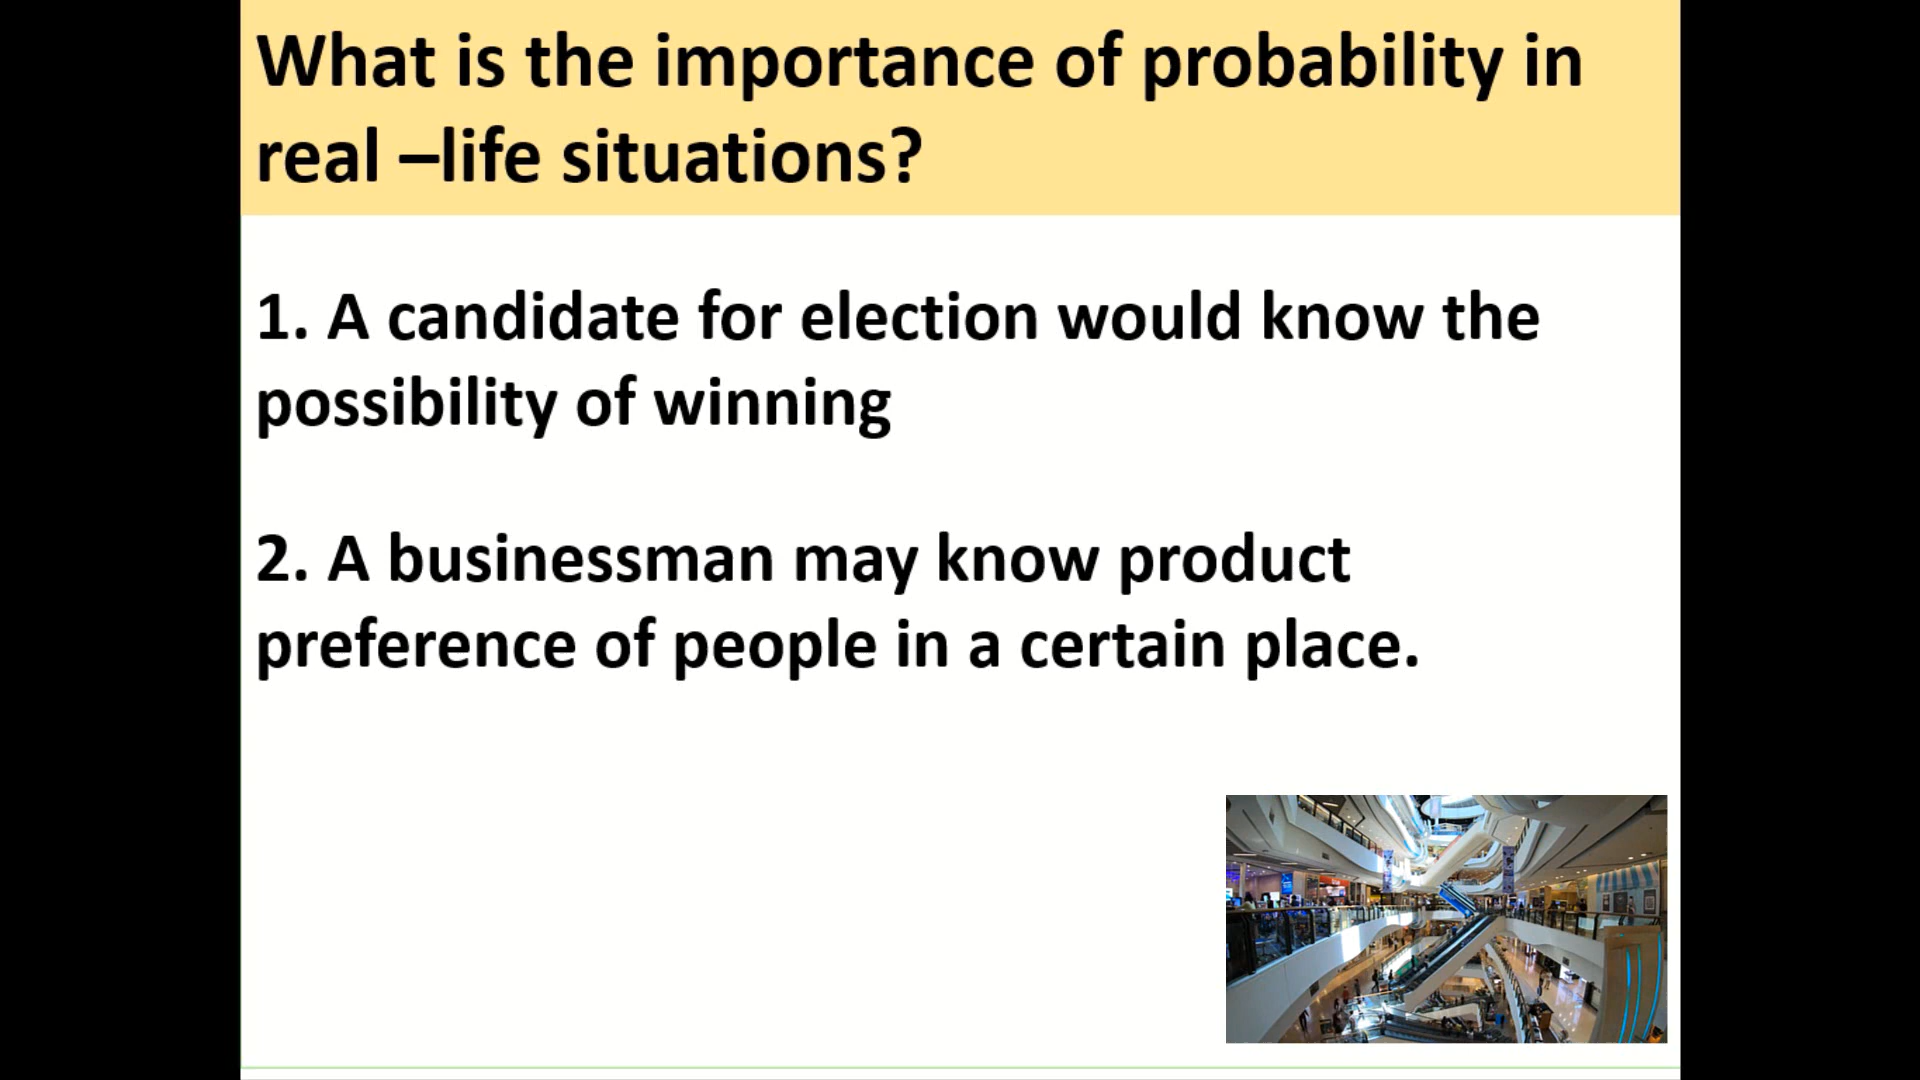 What is the importance of probability in
real –life situations?
1. A candidate for election would know the
possibility of winning
2. A businessman may know product
preference of people in a certain place.